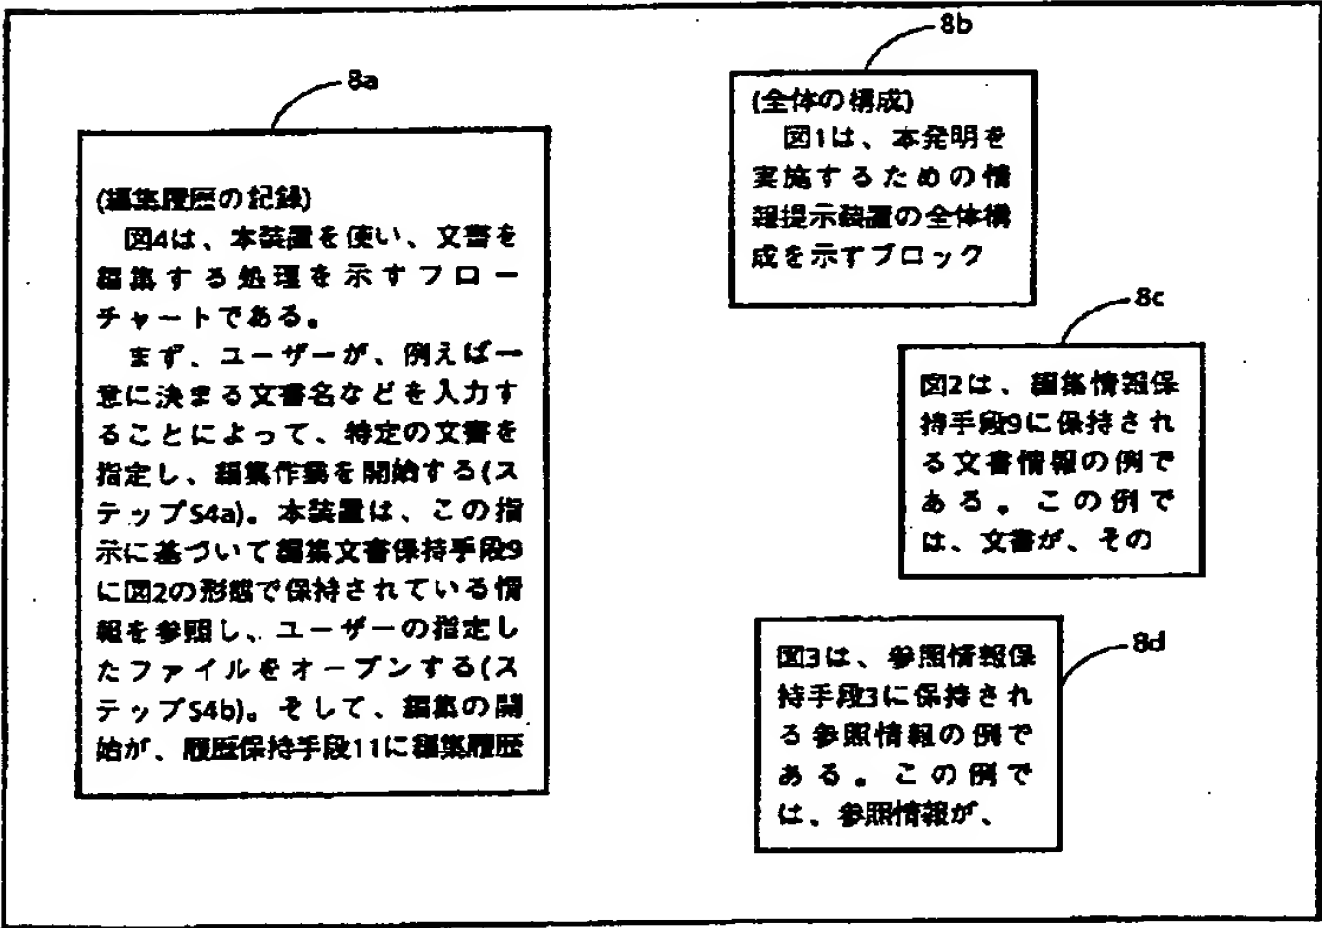 8a
(編集履歴の記録)
図4は、本装置を使い、文書を
編集する処理を示すフロー
チャートである。
まず、ユーザーが、例えば一
意に決まる文書名などを入力す
ることによって、特定の文書を
指定し、編集作業を開始する(ス
テップS4a)。本装置は、この指
示に基づいて編集文書保持手段9
に図2の形態で保持されている情
報を参照し、ユーザーの指定し
たファイルをオープンする(ス
テップS4b)。そして、編集の開
始が、履歴保持手段11に編集履歴
8b
(全体の構成)
図1は、本発明を
実施するための情
報提示装置の全体構
成を示すブロック
8c
図2は、編集情報保
持手段9に保持され
る文書情報の例で
ある。この例で
は、文書が、その
8d
図3は、参照情報保
持手段3に保持され
る参照情報の例で
ある。この例で
は、参照情報が、